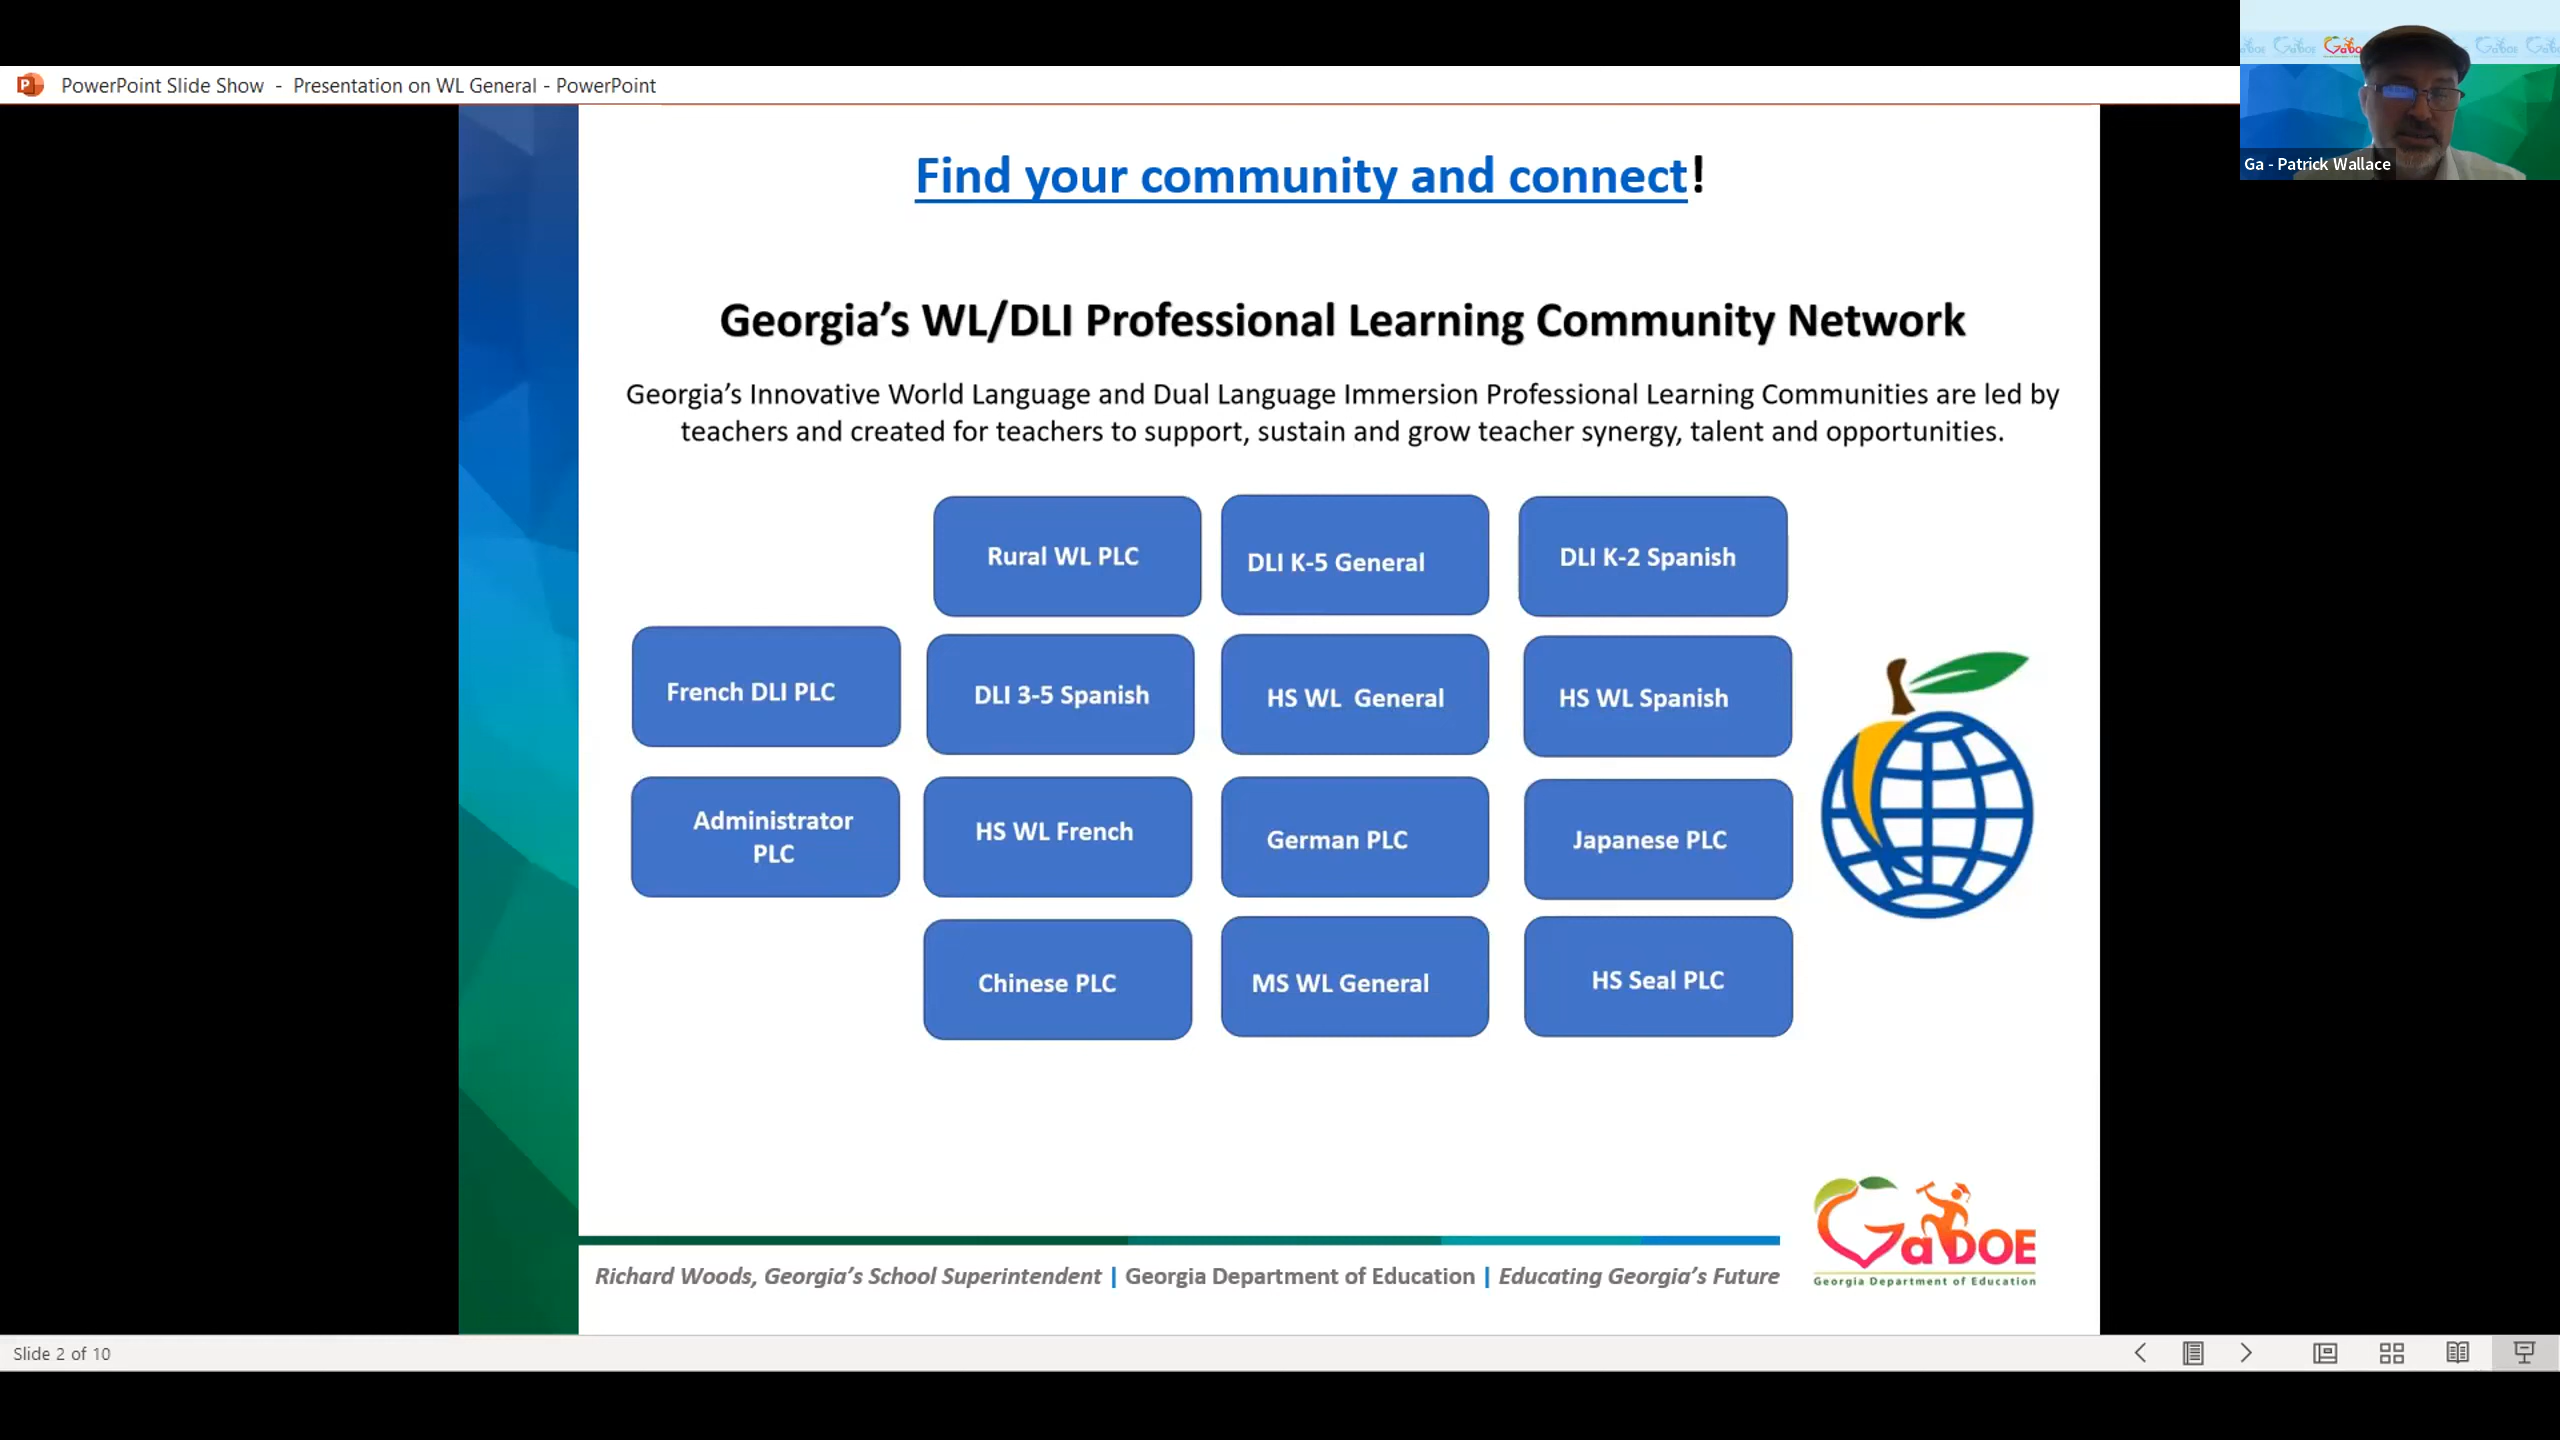 PowerPoint Slide Show - Presentation on WL General - PowerPoint
GaDOE
Ga - Patrick Wallace
Find your community and connect!
Georgia's WL/DLI Professional Learning Community Network
Georgia's Innovative World Language and Dual Language Immersion Professional Learning Communities are led by
teachers and created for teachers to support, sustain and grow teacher synergy, talent and opportunities.
Rural WL PLC
DLI K-5 General
DLI K-2 Spanish
French DLI PLC
DLI 3-5 Spanish
HS WL  General
HS WL Spanish
Administrator
PLC
HS WL French
German PLC
Japanese PLC
Chinese PLC
MS WL General
HS Seal PLC
GaDOE
Georgia Department of Education
Richard Woods, Georgia's School Superintendent | Georgia Department of Education | Educating Georgia's Future
Slide 2 of 10